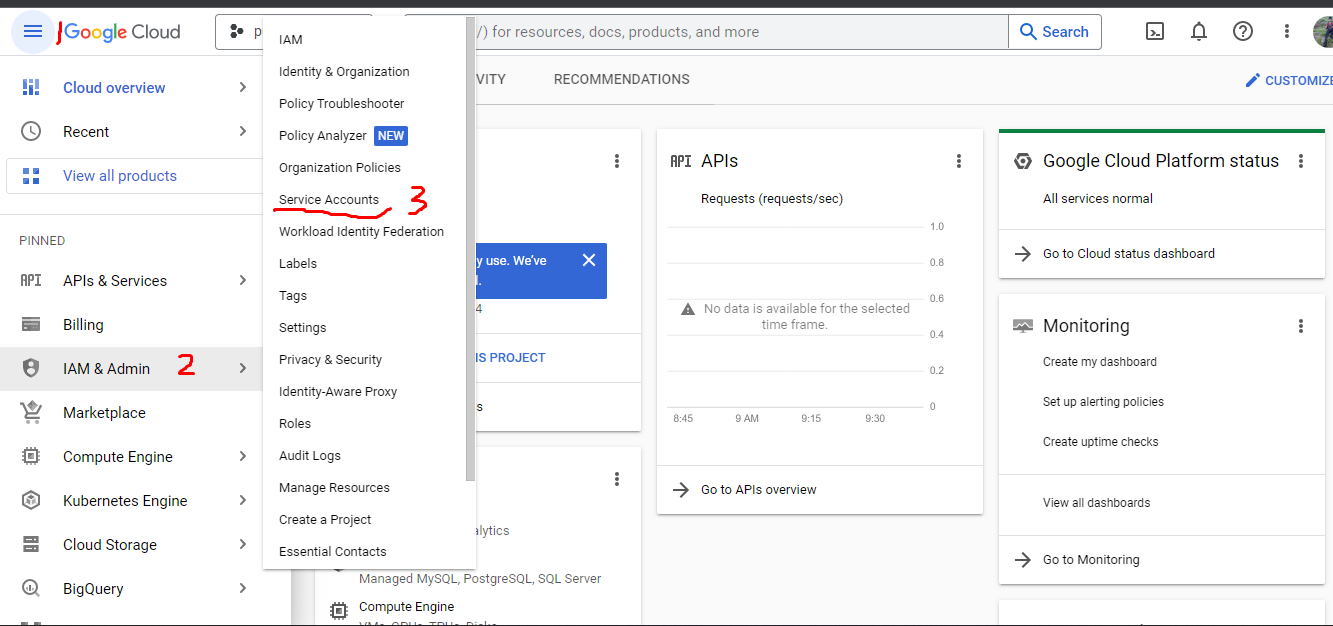 Google Cloud
/) for resources, docs, products, and more
Search
IAM
Identity & Organization
Policy Troubleshooter
Policy Analyzer NEW
Organization Policies
Service Accounts 3
Workload Identity Federation
Labels
Tags
Settings
Privacy & Security
Identity-Aware Proxy
Roles
Audit Logs
Manage Resources
Create a Project
Essential Contacts
Cloud overview
Recent
View all products
PINNED
API APIs & Services
Billing
IAM & Admin 2
Marketplace
Compute Engine
Kubernetes Engine
Cloud Storage
BigQuery
VITY
RECOMMENDATIONS
CUSTOMIZE
y use. We've
4
IS PROJECT
s
alytics
Managed MySQL, PostgreSQL, SQL Server
Compute Engine
VMs, GPUs, TPUs, Disks
API APIs
Requests (requests/sec)
1.0
0.8
0.6
0.4
0.2
0
No data is available for the selected
time frame.
8:45 9 AM 9:15 9:30
Go to APIs overview
Google Cloud Platform status
All services normal
Go to Cloud status dashboard
Monitoring
Create my dashboard
Set up alerting policies
Create uptime checks
View all dashboards
Go to Monitoring